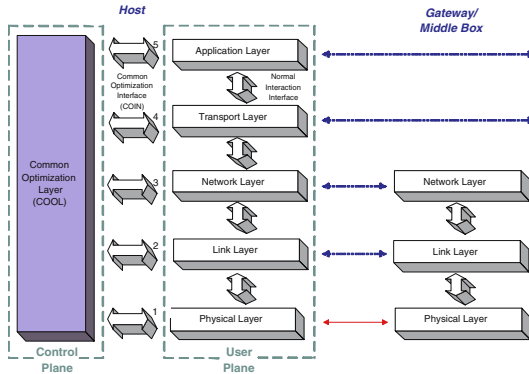 Host
Gateway/
Middle Box
5
Application Layer
Common
Optimization
Interface
(COIN)
Normal
Interaction
Interface
4
Transport Layer
Common
Optimization
Layer
(COOL)
3
Network Layer
Network Layer
2
Link Layer
Link Layer
1
Physical Layer
Physical Layer
Control
Plane
User
Plane